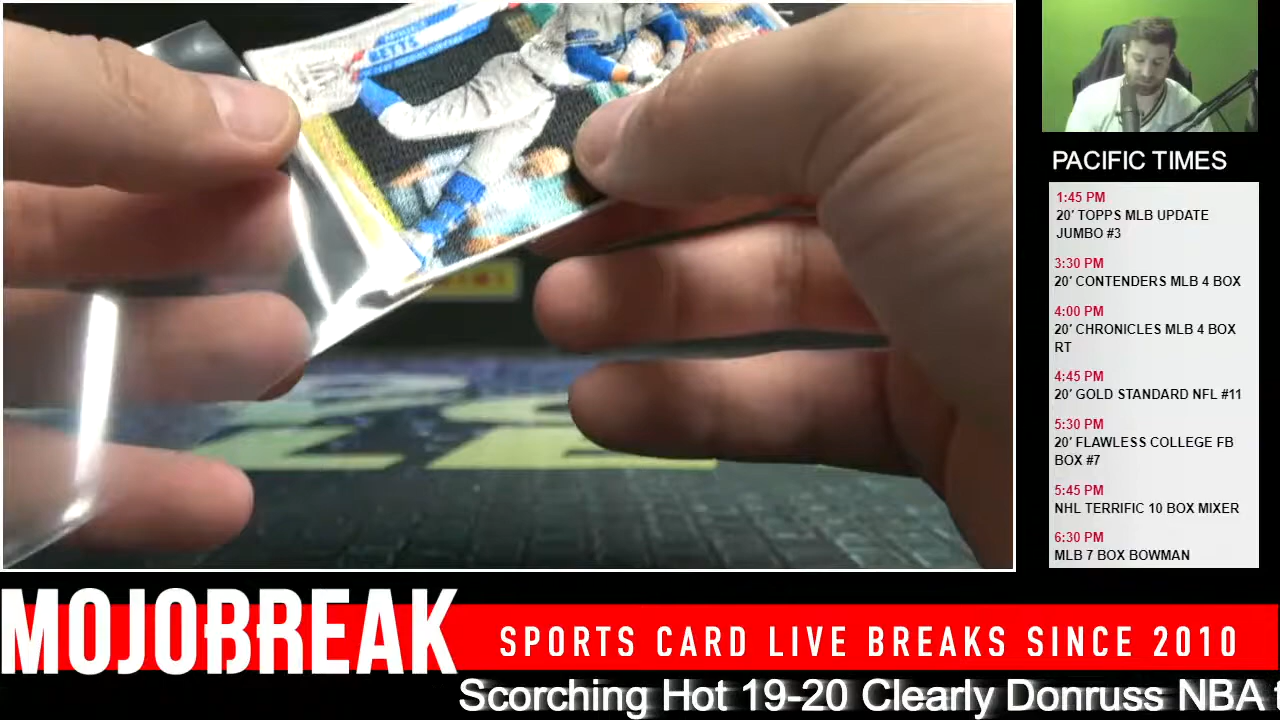 MOOKIE
BETTS
PACIFIC TIMES
1:45 PM
20' TOPPS MLB UPDATE
JUMBO #3
3:30 PM
20' CONTENDERS MLB 4 BOX
4:00 PM
20' CHRONICLES MLB 4 BOX
RT
4:45 PM
20' GOLD STANDARD NFL #11
5:30 PM
20' FLAWLESS COLLEGE FB
BOX #7
5:45 PM
NHL TERRIFIC 10 BOX MIXER
6:30 PM
MLB 7 BOX BOWMAN
MOJOBREAK
SPORTS CARD LIVE BREAKS SINCE 2010
Scorching Hot 19-20 Clearly Donruss NBA